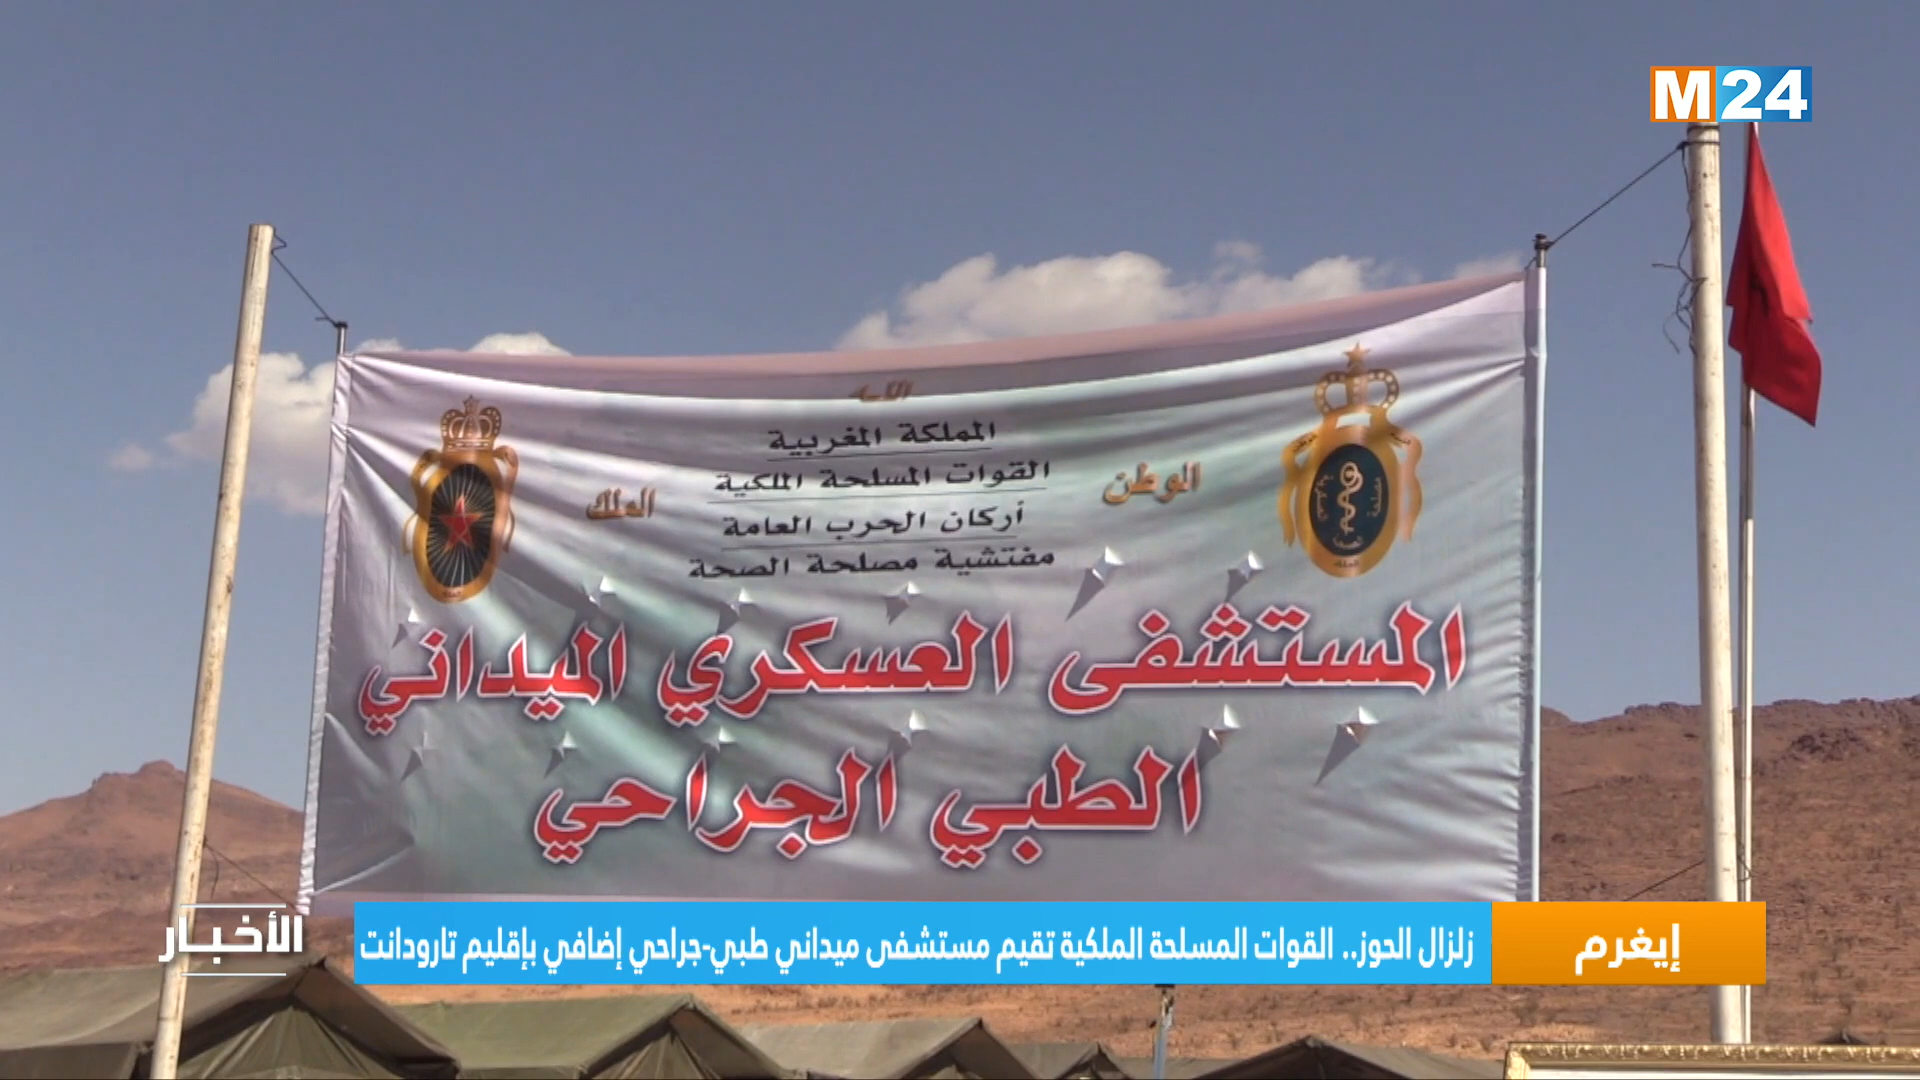 M24
الله
المملكة المغربية
القوات المسلحة الملكية
الوطن
الملك
أركان الحرب العامة
مفتشية مصلحة الصحة
المستشفى العسكري الميداني
الطبي الجراحي
إيغرم
زلزال الحوز.. القوات المسلحة الملكية تقيم مستشفى ميداني طبي-جراحي إضافي بإقليم تارودانت
الأخبار